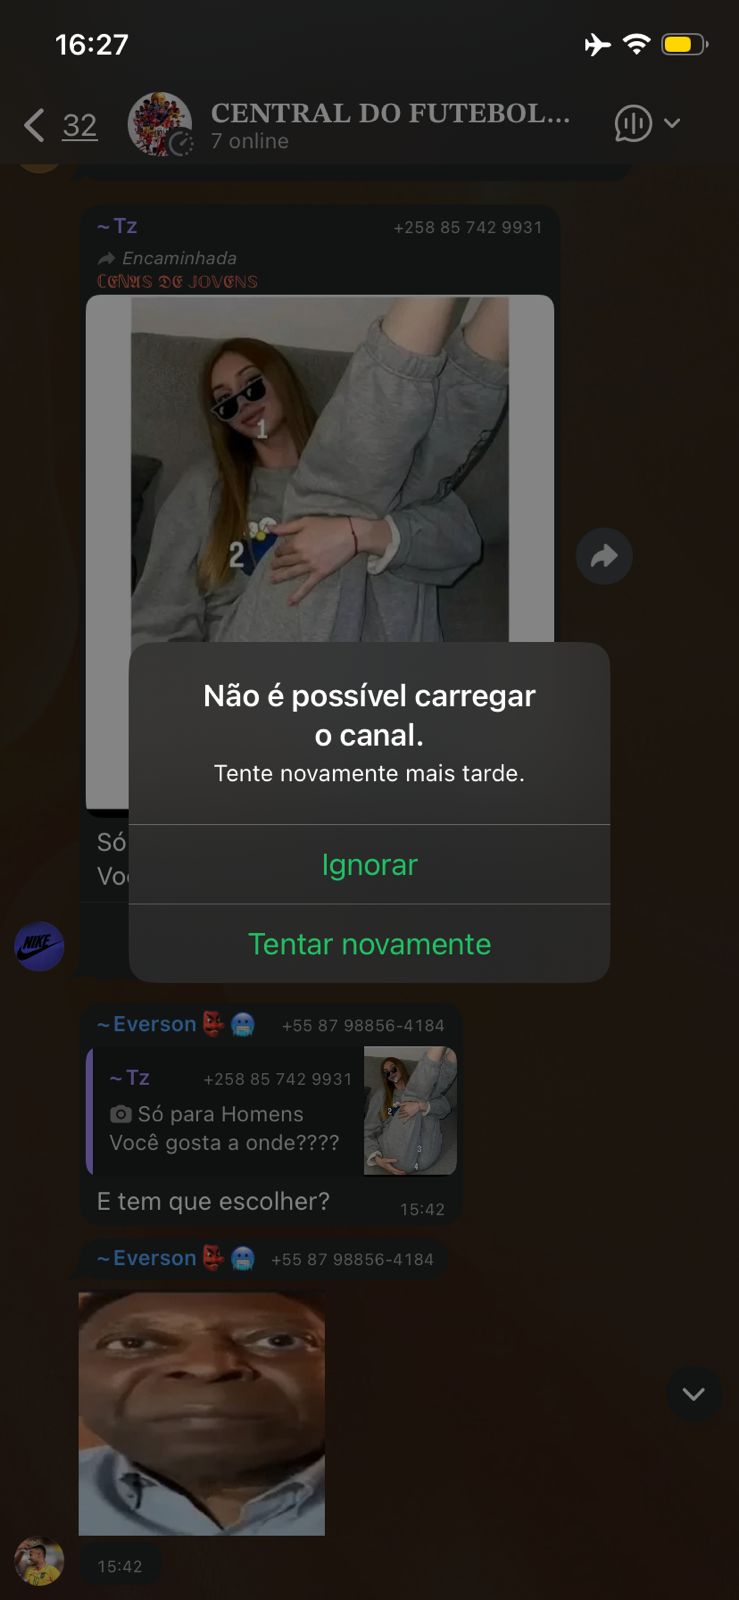 16:27
32
CENTRAL DO FUTEBOL...
7 online
~Tz +258 85 742 9931
Encaminhada
CENAS DE JOVENS
1
2
Não é possível carregar
o canal.
Tente novamente mais tarde.
Só
Ignorar
Tentar novamente
NIKE
~Everson 👺🥶 +55 87 98856-4184
~Tz +258 85 742 9931
Só para Homens
Você gosta a onde????
2
3
4
E tem que escolher?
15:42
~Everson 👺🥶 +55 87 98856-4184
15:42